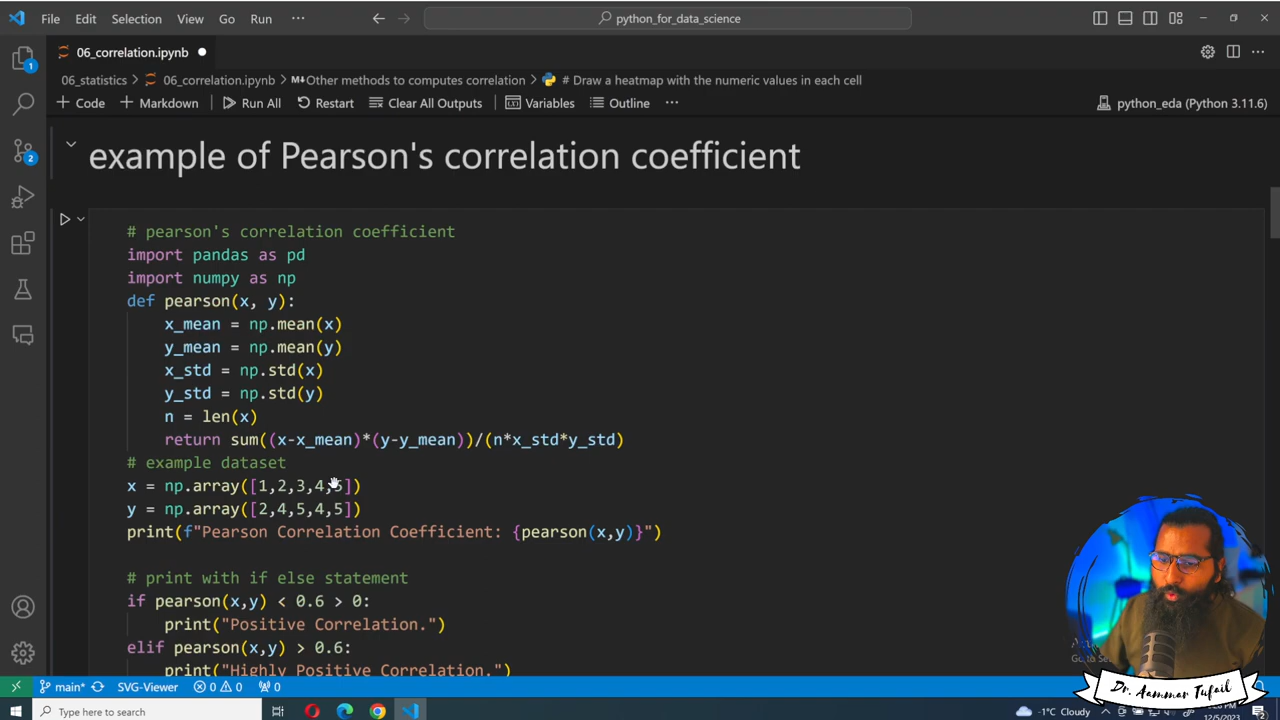 File Edit Selection View Go Run ··· python_for_data_science
06_correlation.ipynb
06_statistics > 06_correlation.ipynb > M↓Other methods to computes correlation > # Draw a heatmap with the numeric values in each cell
+ Code + Markdown Run All Restart Clear All Outputs Variables Outline ··· python_eda (Python 3.11.6)
example of Pearson's correlation coefficient
# pearson's correlation coefficient
import pandas as pd
import numpy as np
def pearson(x, y):
x_mean = np.mean(x)
y_mean = np.mean(y)
x_std = np.std(x)
y_std = np.std(y)
n = len(x)
return sum((x-x_mean)*(y-y_mean))/(n*x_std*y_std)
# example dataset
x = np.array([1,2,3,4,5])
y = np.array([2,4,5,4,5])
print(f"Pearson Correlation Coefficient: {pearson(x,y)}")
# print with if else statement
if pearson(x,y) < 0.6 > 0:
print("Positive Correlation.")
elif pearson(x,y) > 0.6:
print("Highly Positive Correlation.")
1
2
main* SVG-Viewer 0 0 0
Dr. Aammar Tufail
Type here to search -1°C Cloudy 12/5/2023